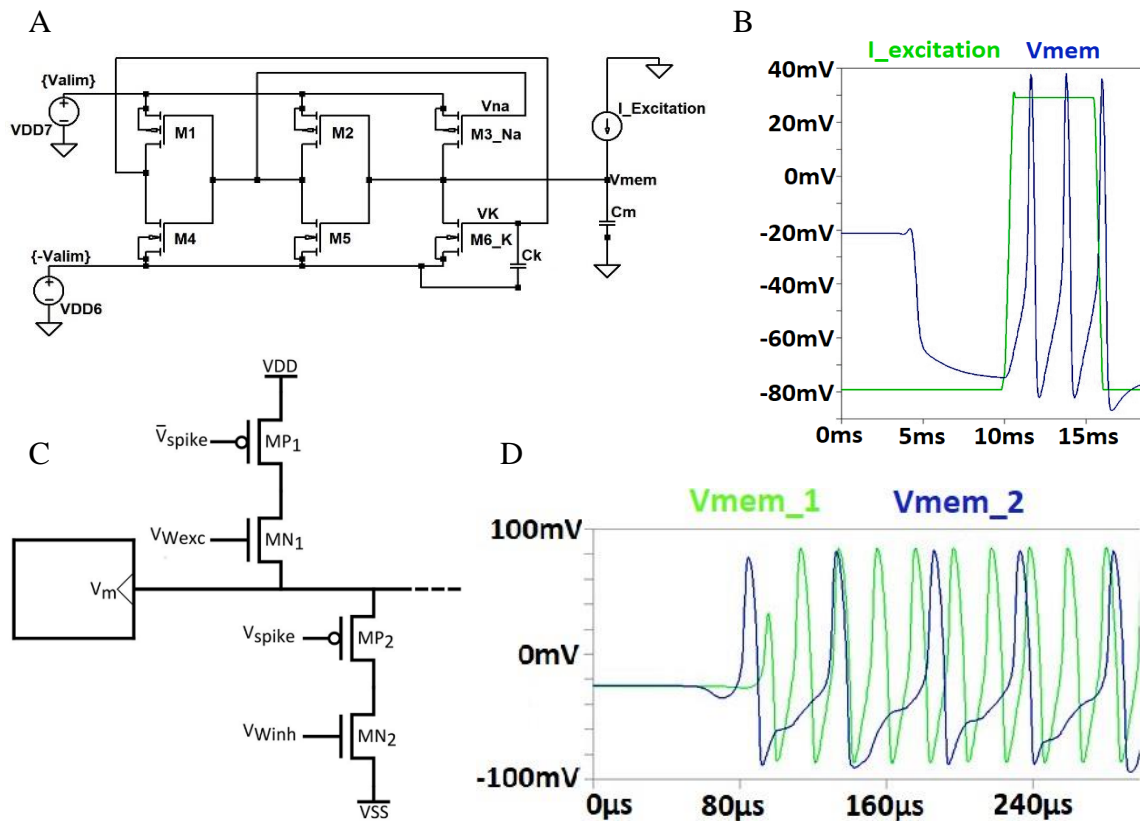 A
{Valim}
VDD7
M1
M2
Vna
M3_Na
I_Excitation
Vmem
M4
M5
VK
M6_K
Ck
Cm
{-Valim}
VDD6
B
I_excitation Vmem
40mV
20mV
0mV
-20mV
-40mV
-60mV
-80mV
0ms 5ms 10ms 15ms
C
VDD
V̅spike
MP1
VWexc
MN1
Vm
Vspike
MP2
VWinh
MN2
VSS
D
Vmem_1 Vmem_2
100mV
0mV
-100mV
0µs 80µs 160µs 240µs